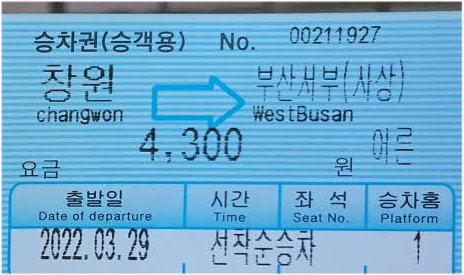 승차권(승객용) No. 00211927
창원 부산서부(사상)
changwon WestBusan
4,300 어른
요금 원
출발일 시간 좌석 승차홈
Date of departure Time Seat No. Platform
2022.03.29 선착순승차 1